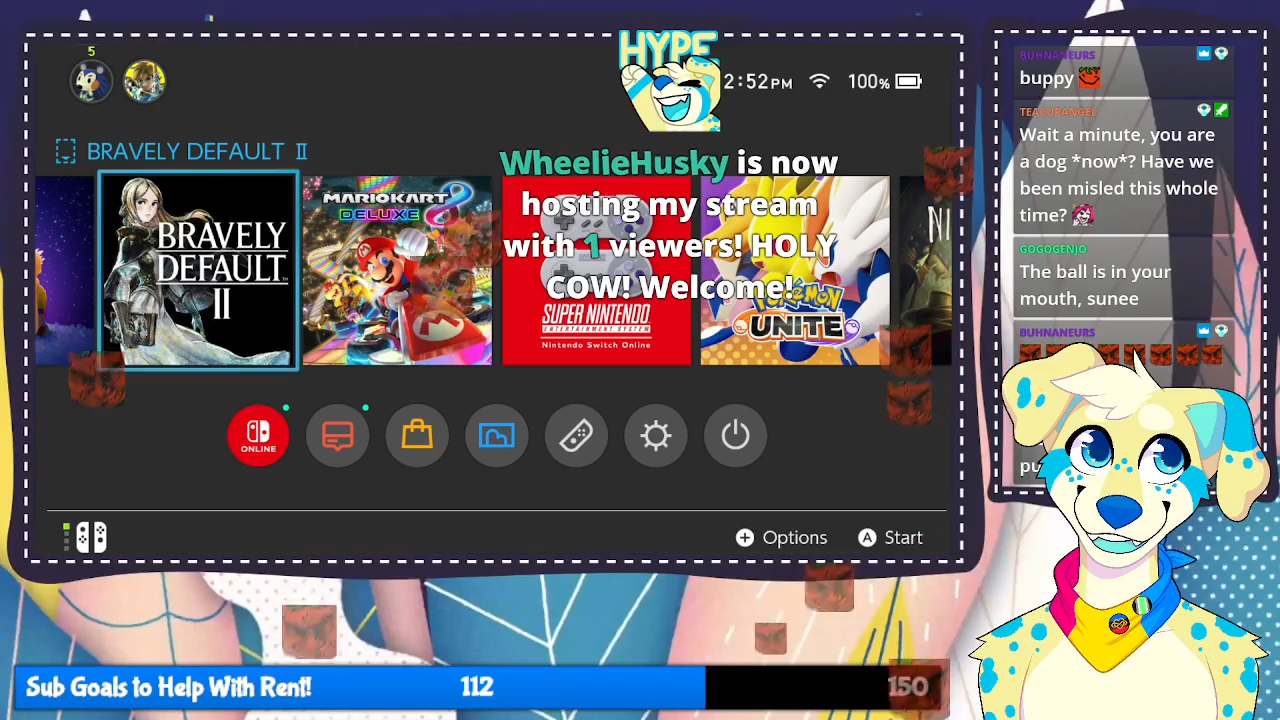 5
HYPE
2:52PM
100%
BRAVELY DEFAULT II
WheelieHusky is now
hosting my stream
with 1 viewers! HOLY
COW! Welcome!
BRAVELY
DEFAULT
II
MARIOKART 8
DELUXE
SUPER NINTENDO
ENTERTAINMENT SYSTEM
Nintendo Switch Online
POKÉMON
UNITE
NI
ONLINE
+ Options
A Start
Sub Goals to Help With Rent!
112
150
BUHNANEURS
buppy
TEACUPANGEL
Wait a minute, you are
a dog *now*? Have we
been misled this whole
time?
GOGOGENJO
The ball is in your
mouth, sunee
BUHNANEURS